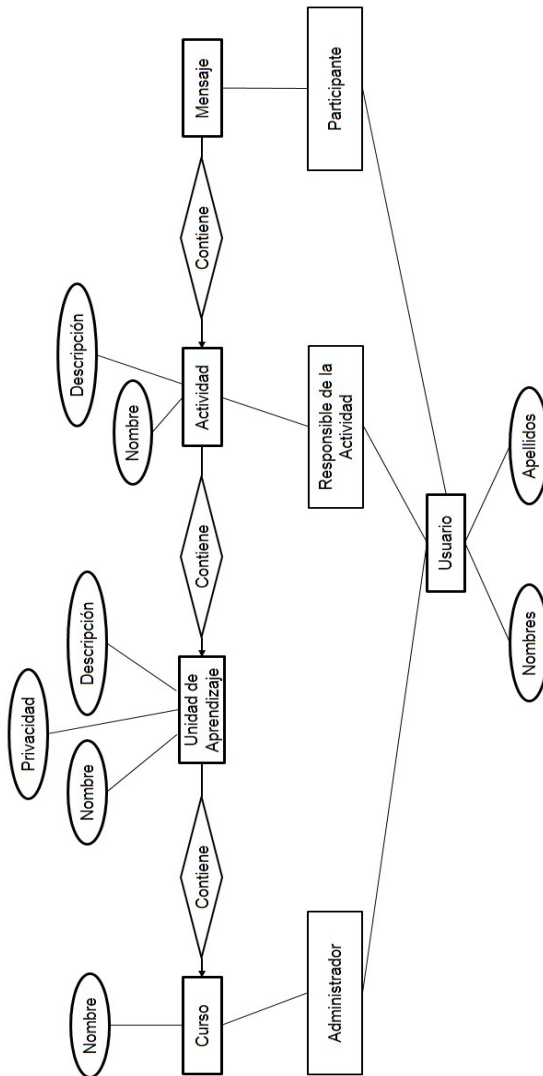 Nombre
Privacidad
Nombre
Descripción
Descripción
Nombre
Curso
Contiene
Unidad de
Aprendizaje
Contiene
Actividad
Contiene
Mensaje
Administrador
Responsible de la
Actividad
Participante
Usuario
Nombres
Apellidos